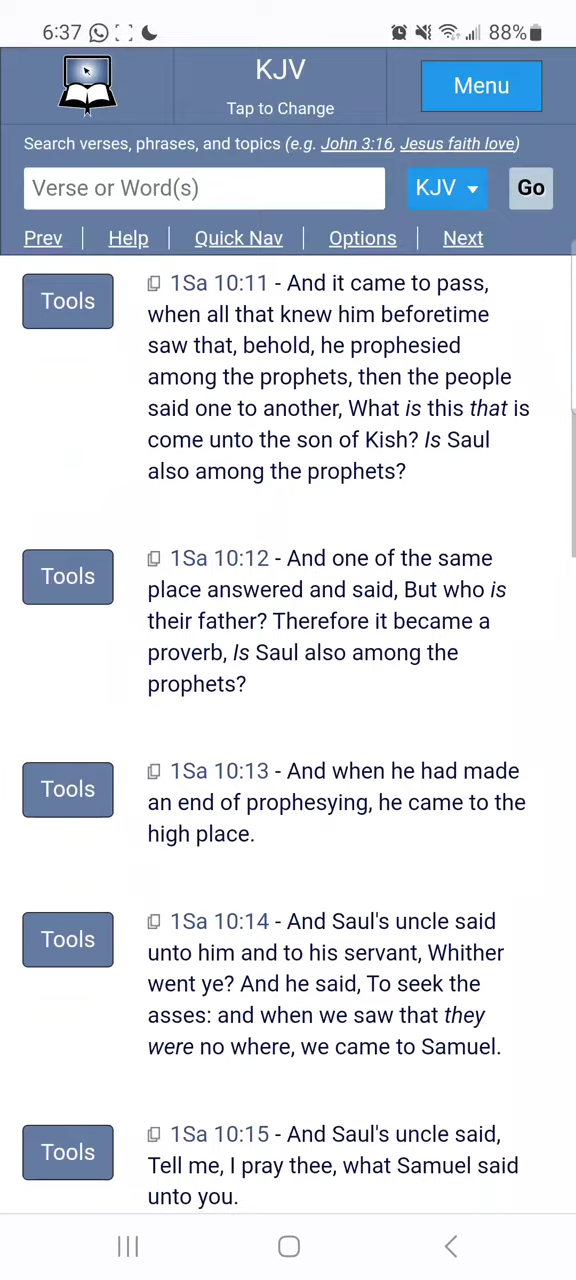 6:37 88%
KJV
Tap to Change
Menu
Search verses, phrases, and topics (e.g. John 3:16, Jesus faith love)
Verse or Word(s) KJV Go
Prev | Help | Quick Nav | Options | Next
Tools
1Sa 10:11 - And it came to pass,
when all that knew him beforetime
saw that, behold, he prophesied
among the prophets, then the people
said one to another, What is this that is
come unto the son of Kish? Is Saul
also among the prophets?
Tools
1Sa 10:12 - And one of the same
place answered and said, But who is
their father? Therefore it became a
proverb, Is Saul also among the
prophets?
Tools
1Sa 10:13 - And when he had made
an end of prophesying, he came to the
high place.
Tools
1Sa 10:14 - And Saul's uncle said
unto him and to his servant, Whither
went ye? And he said, To seek the
asses: and when we saw that they
were no where, we came to Samuel.
Tools
1Sa 10:15 - And Saul's uncle said,
Tell me, I pray thee, what Samuel said
unto you.